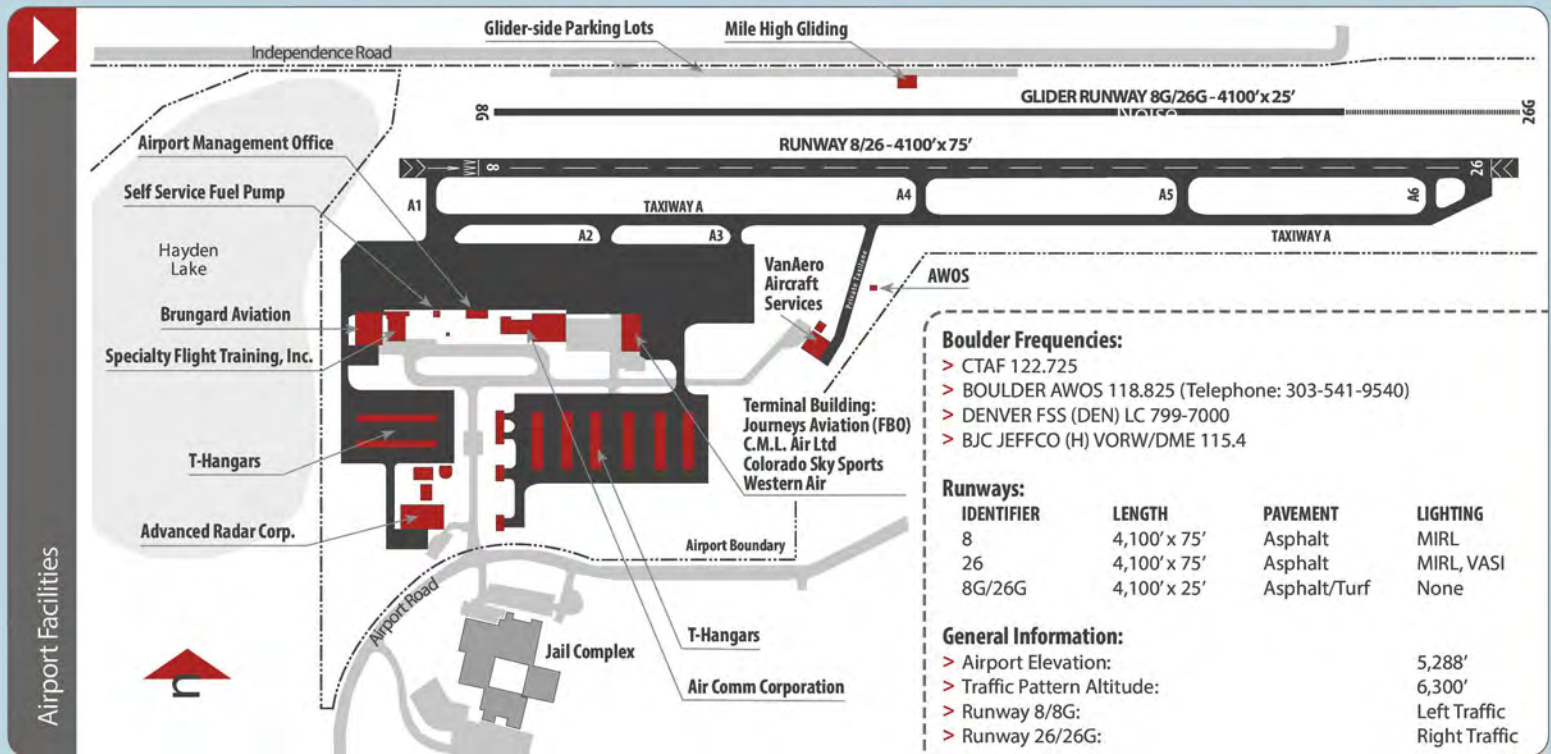 Airport Facilities
Independence Road
Glider-side Parking Lots
Mile High Gliding
GLIDER RUNWAY 8G/26G - 4100' x 25'
Noise
8G
26G
RUNWAY 8/26 - 4100' x 75'
8
26
Airport Management Office
Self Service Fuel Pump
A1
TAXIWAY A
A4
A5
A6
A2
A3
TAXIWAY A
Hayden
Lake
Brungard Aviation
Specialty Flight Training, Inc.
VanAero
Aircraft
Services
Private Taxilane
AWOS
T-Hangars
Advanced Radar Corp.
Terminal Building:
Journeys Aviation (FBO)
C.M.L. Air Ltd
Colorado Sky Sports
Western Air
Airport Boundary
Airport Road
Jail Complex
T-Hangars
Air Comm Corporation
n
Boulder Frequencies:
> CTAF 122.725
> BOULDER AWOS 118.825 (Telephone: 303-541-9540)
> DENVER FSS (DEN) LC 799-7000
> BJC JEFFCO (H) VORW/DME 115.4
Runways:
IDENTIFIER LENGTH PAVEMENT LIGHTING
8 4,100' x 75' Asphalt MIRL
26 4,100' x 75' Asphalt MIRL, VASI
8G/26G 4,100' x 25' Asphalt/Turf None
General Information:
> Airport Elevation: 5,288'
> Traffic Pattern Altitude: 6,300'
> Runway 8/8G: Left Traffic
> Runway 26/26G: Right Traffic